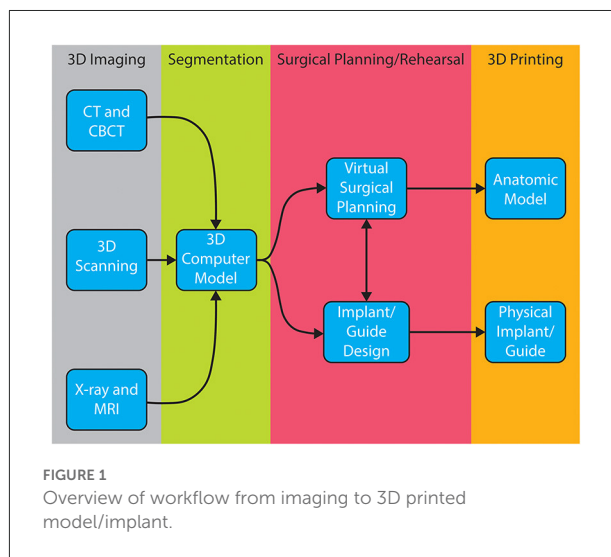 3D Imaging
Segmentation
Surgical Planning/Rehearsal
3D Printing
CT and
CBCT
3D
Scanning
X-ray and
MRI
3D
Computer
Model
Virtual
Surgical
Planning
Implant/
Guide
Design
Anatomic
Model
Physical
Implant/
Guide
FIGURE 1
Overview of workflow from imaging to 3D printed
model/implant.